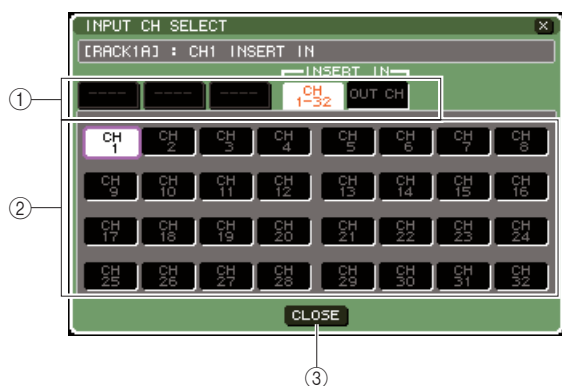 INPUT CH SELECT
[RACK1A] : CH1 INSERT IN
INSERT IN
---- ---- ---- CH 1-32 OUT CH
CH 1 CH 2 CH 3 CH 4 CH 5 CH 6 CH 7 CH 8
CH 9 CH 10 CH 11 CH 12 CH 13 CH 14 CH 15 CH 16
CH 17 CH 18 CH 19 CH 20 CH 21 CH 22 CH 23 CH 24
CH 25 CH 26 CH 27 CH 28 CH 29 CH 30 CH 31 CH 32
CLOSE
①
②
③